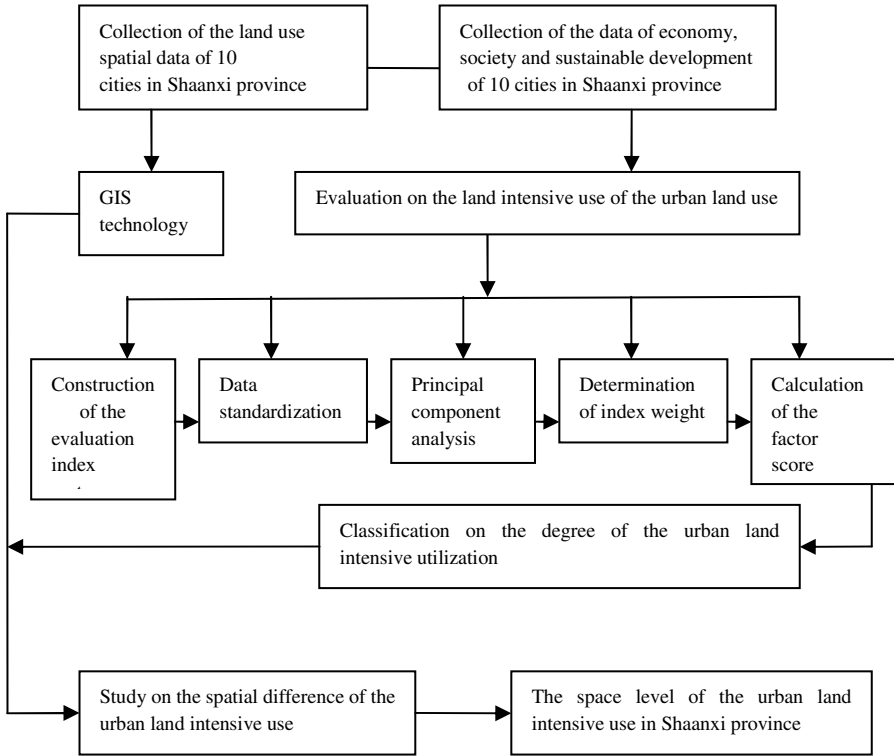 Collection of the land use
spatial data of 10
cities in Shaanxi province
Collection of the data of economy,
society and sustainable development
of 10 cities in Shaanxi province
GIS
technology
Evaluation on the land intensive use of the urban land use
Construction
of the
evaluation
index
Data
standardization
Principal
component
analysis
Determination
of index weight
Calculation
of the
factor
score
Classification on the degree of the urban land
intensive utilization
Study on the spatial difference of the
urban land intensive use
The space level of the urban land
intensive use in Shaanxi province